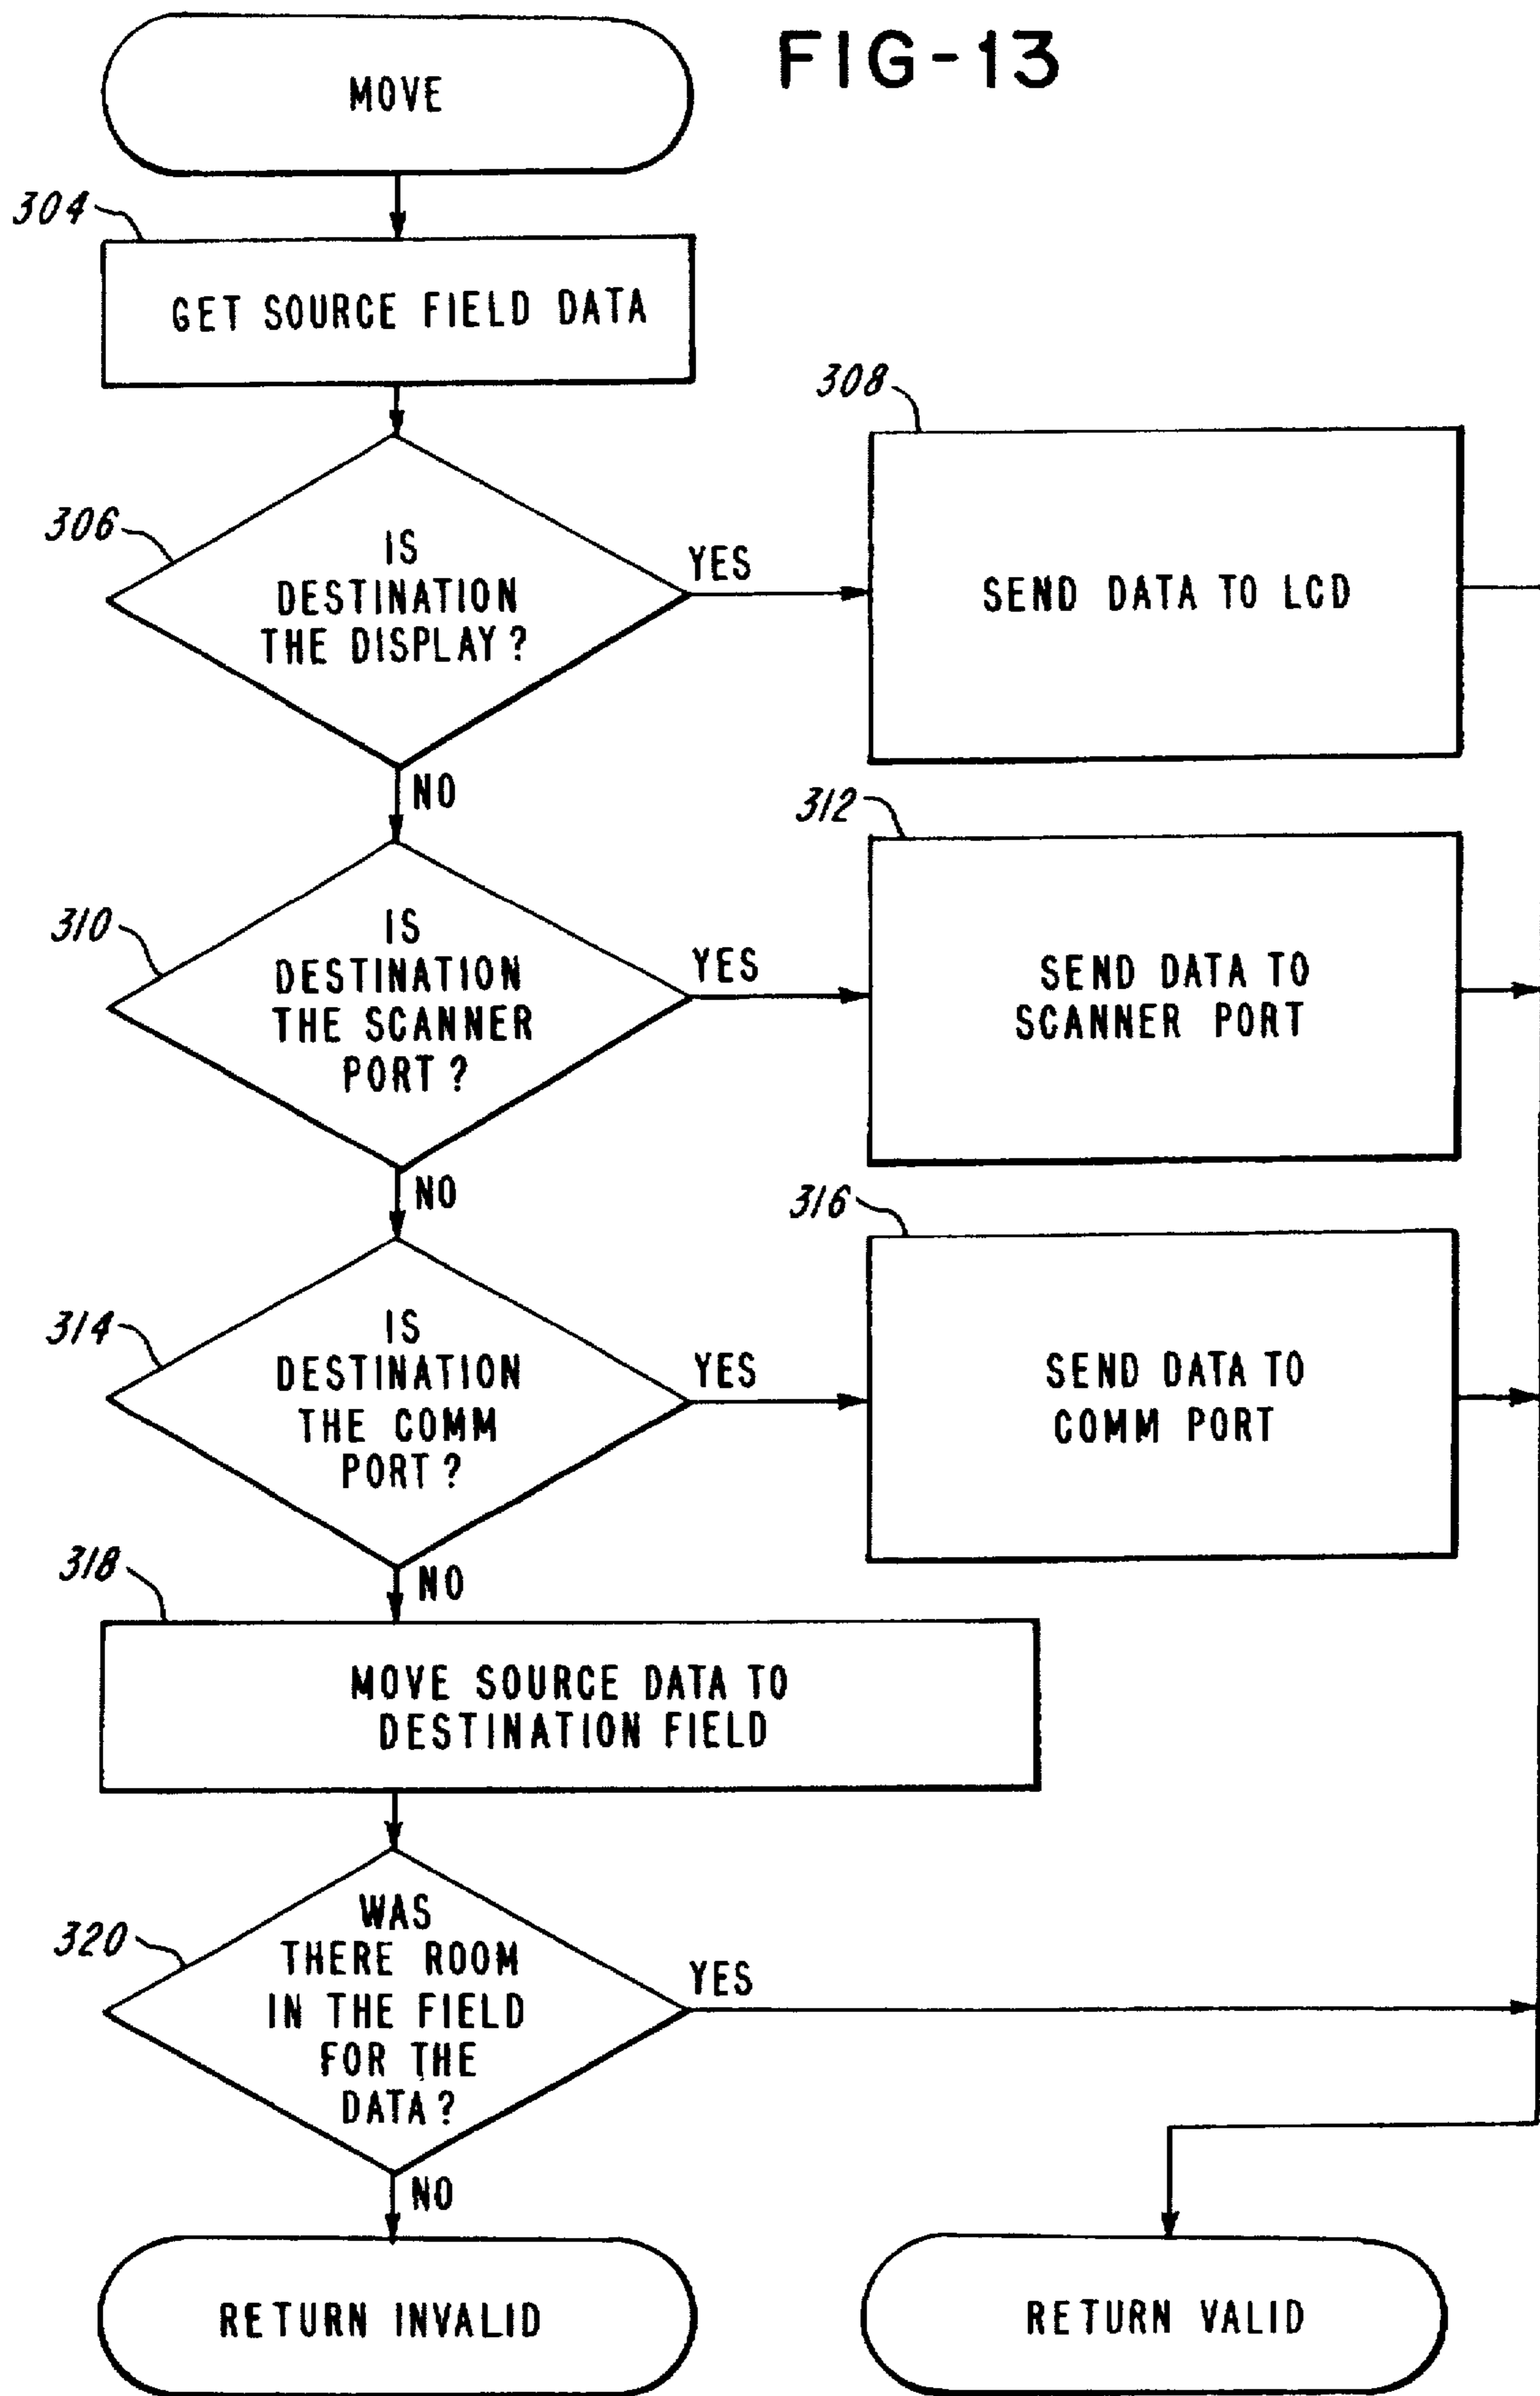 FIG-13
MOVE
304
GET SOURCE FIELD DATA
306
IS
DESTINATION
THE DISPLAY?
YES
NO
308
SEND DATA TO LCD
310
IS
DESTINATION
THE SCANNER
PORT?
YES
NO
312
SEND DATA TO
SCANNER PORT
314
IS
DESTINATION
THE COMM
PORT?
YES
NO
316
SEND DATA TO
COMM PORT
318
MOVE SOURCE DATA TO
DESTINATION FIELD
320
WAS
THERE ROOM
IN THE FIELD
FOR THE
DATA?
YES
NO
RETURN INVALID
RETURN VALID